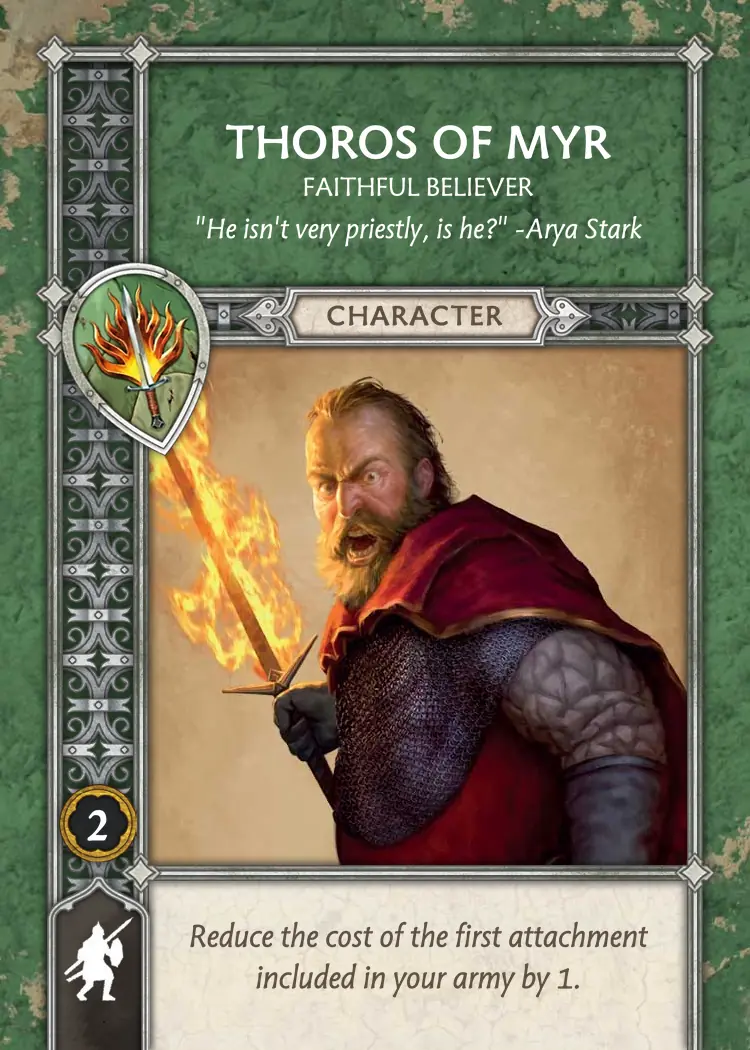 THOROS OF MYR
FAITHFUL BELIEVER
"He isn't very priestly, is he?" -Arya Stark
CHARACTER
2
Reduce the cost of the first attachment
included in your army by 1.